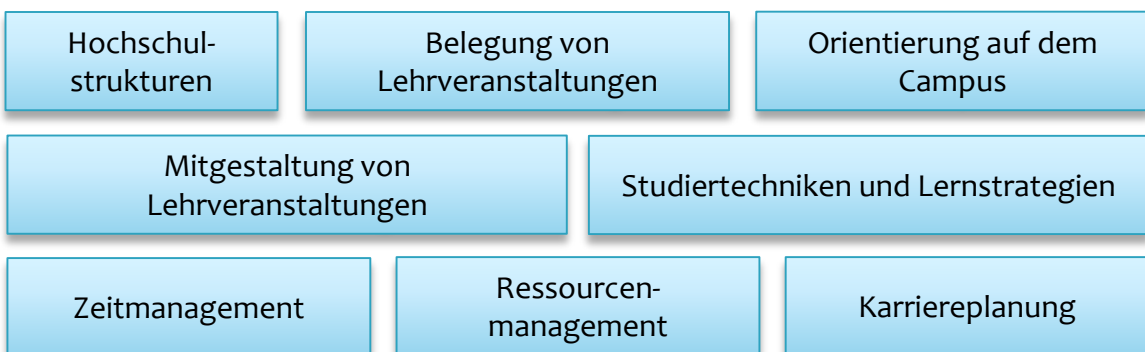 Hochschul-
strukturen
Belegung von
Lehrveranstaltungen
Orientierung auf dem
Campus
Mitgestaltung von
Lehrveranstaltungen
Studiertechniken und Lernstrategien
Zeitmanagement
Ressourcen-
management
Karriereplanung